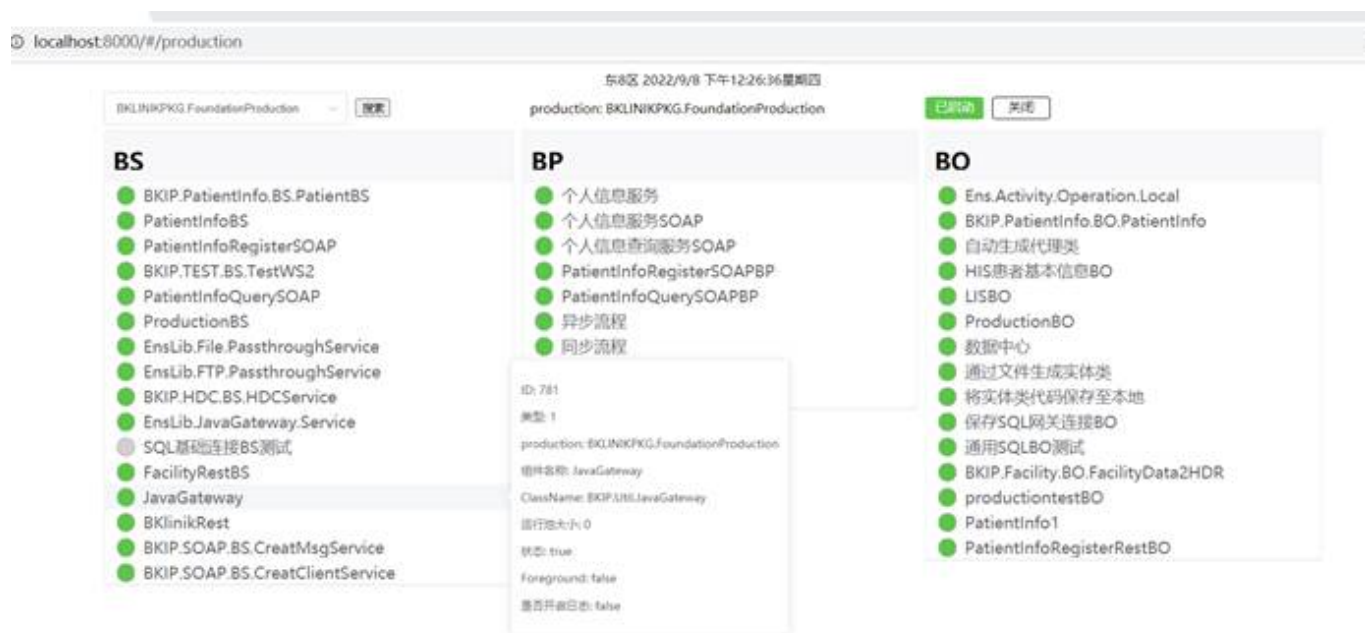 localhost:8000/#/production
东8区 2022/9/8 下午12:26:36星期四
BKLINIKPKG.FoundationProduction
搜索
production: BKLINIKPKG.FoundationProduction
已启动
关闭
BS
BKIP.PatientInfo.BS.PatientBS
PatientInfoBS
PatientInfoRegisterSOAP
BKIP.TEST.BS.TestWS2
PatientInfoQuerySOAP
ProductionBS
EnsLib.File.PassthroughService
EnsLib.FTP.PassthroughService
BKIP.HDC.BS.HDCService
EnsLib.JavaGateway.Service
SQL基础连接BS测试
FacilityRestBS
JavaGateway
BKlinikRest
BKIP.SOAP.BS.CreatMsgService
BKIP.SOAP.BS.CreatClientService
BP
个人信息服务
个人信息服务SOAP
个人信息查询服务SOAP
PatientInfoRegisterSOAPBP
PatientInfoQuerySOAPBP
异步流程
同步流程
ID: 781
类型: 1
production: BKLINIKPKG.FoundationProduction
组件名称: JavaGateway
ClassName: BKIP.Util.JavaGateway
运行池大小: 0
状态: true
Foreground: false
是否开启日志: false
BO
Ens.Activity.Operation.Local
BKIP.PatientInfo.BO.PatientInfo
自动生成代理类
HIS患者基本信息BO
LISBO
ProductionBO
数据中心
通过文件生成实体类
将实体类代码保存至本地
保存SQL网关连接BO
通用SQLBO测试
BKIP.Facility.BO.FacilityData2HDR
productiontestBO
PatientInfo1
PatientInfoRegisterRestBO